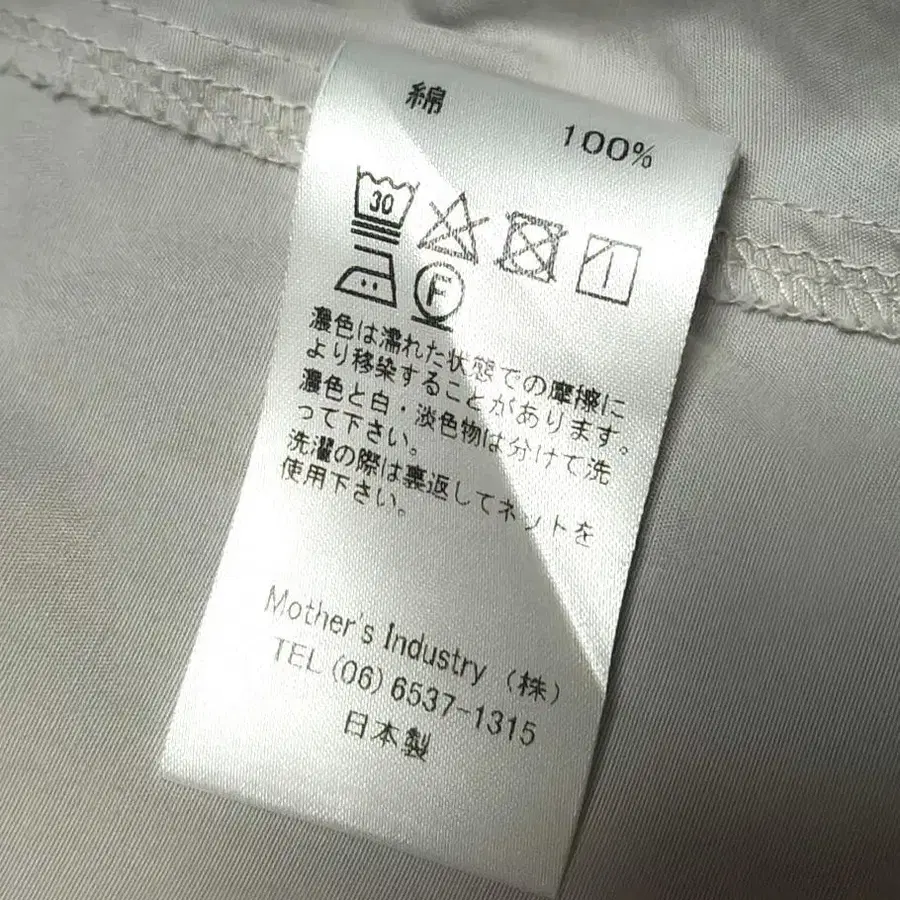 綿 100%
30
F
濃色は濡れた状態での摩擦に
より移染することがあります。
濃色と白・淡色物は分けて洗
って下さい。
洗濯の際は裏返してネットを
使用下さい。
Mother's Industry (株)
TEL (06) 6537-1315
日本製